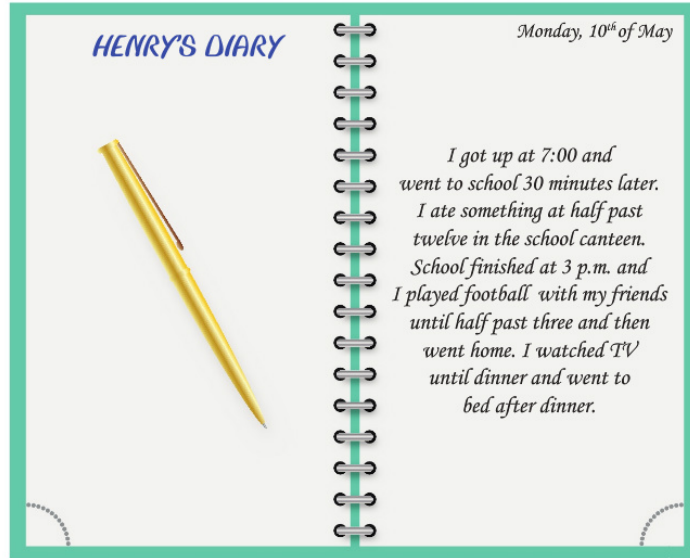 HENRY'S DIARY
Monday, 10th of May
I got up at 7:00 and
went to school 30 minutes later.
I ate something at half past
twelve in the school canteen.
School finished at 3 p.m. and
I played football with my friends
until half past three and then
went home. I watched TV
until dinner and went to
bed after dinner.